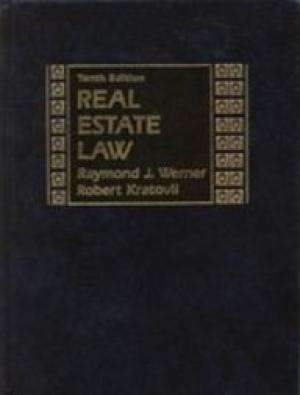 Tenth Edition
REAL
ESTATE
LAW
Raymond J. Werner
Robert Kratovil